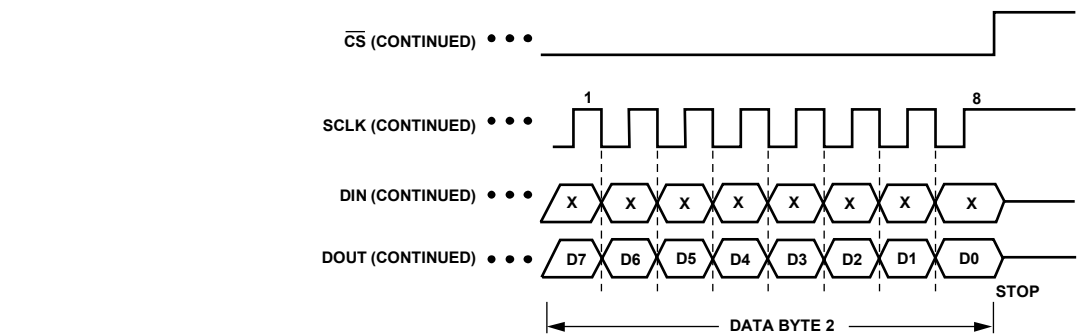 CS (CONTINUED)
1 8
SCLK (CONTINUED)
DIN (CONTINUED) X X X X X X X X
DOUT (CONTINUED) D7 D6 D5 D4 D3 D2 D1 D0
STOP
DATA BYTE 2